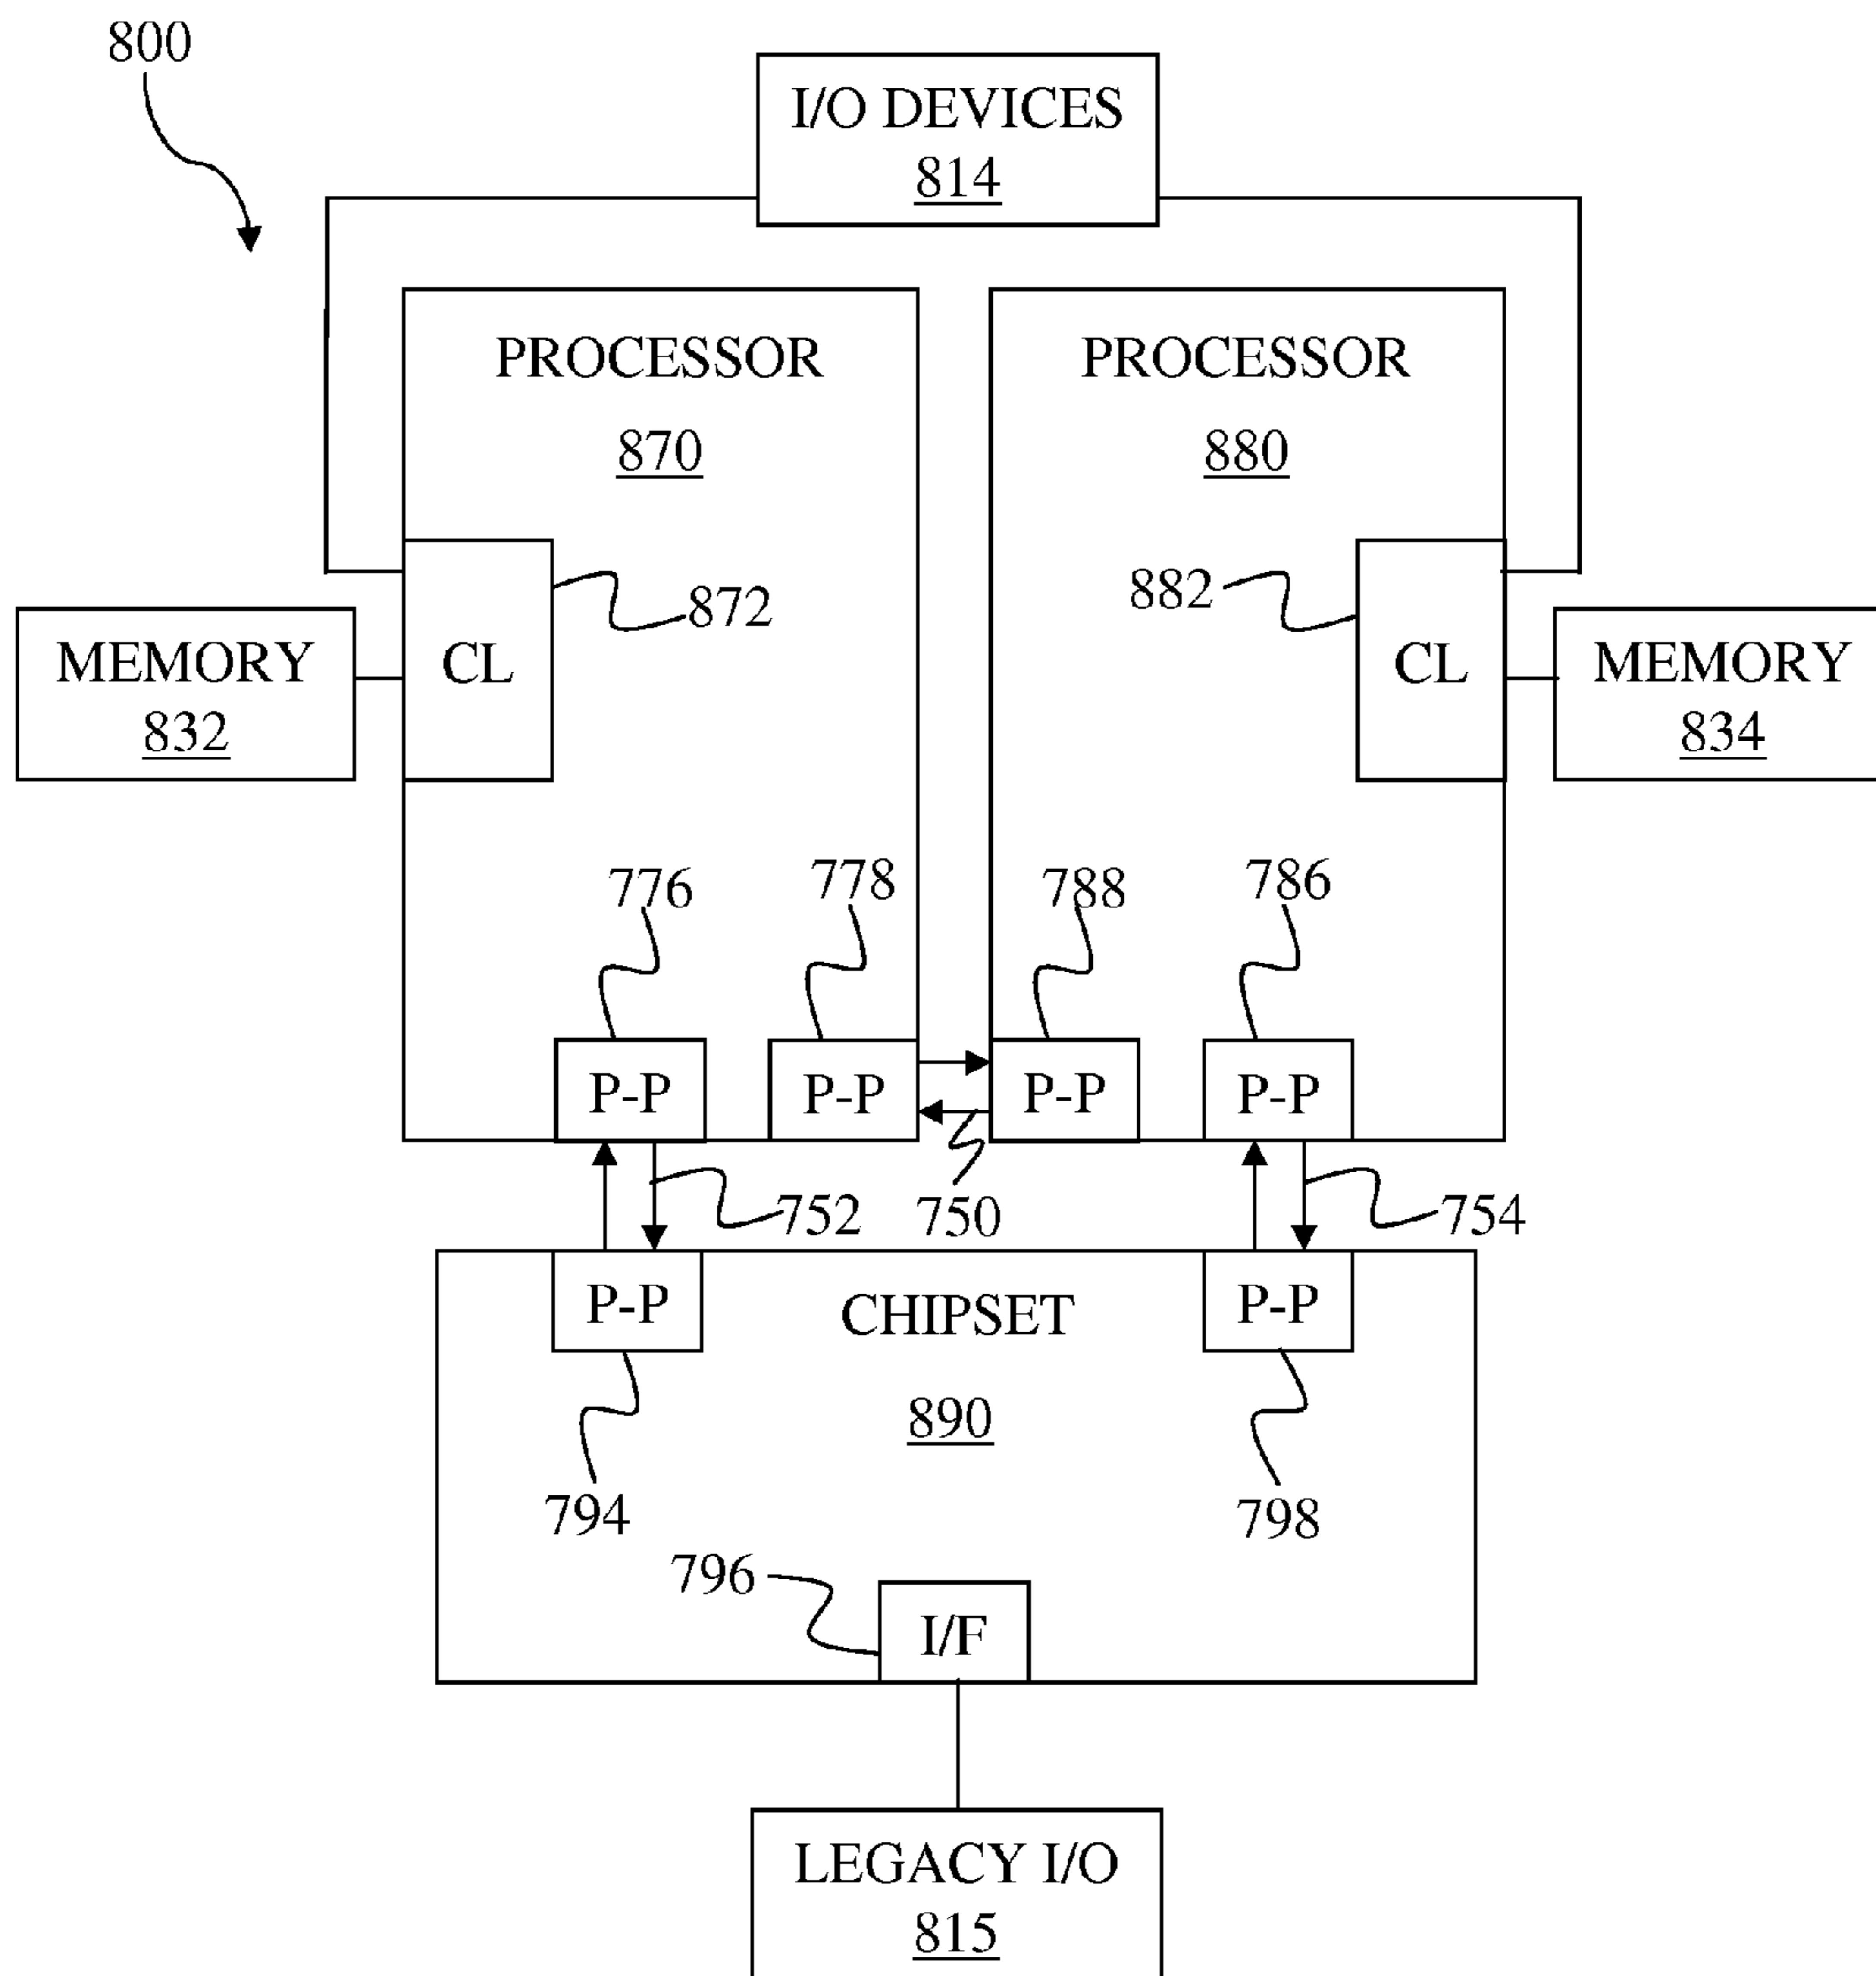 800
I/O DEVICES
814
PROCESSOR
870
PROCESSOR
880
872
882
MEMORY
832
CL
CL
MEMORY
834
776
778
788
786
P-P
P-P
P-P
P-P
752
750
754
P-P
CHIPSET
P-P
890
794
798
796
I/F
LEGACY I/O
815